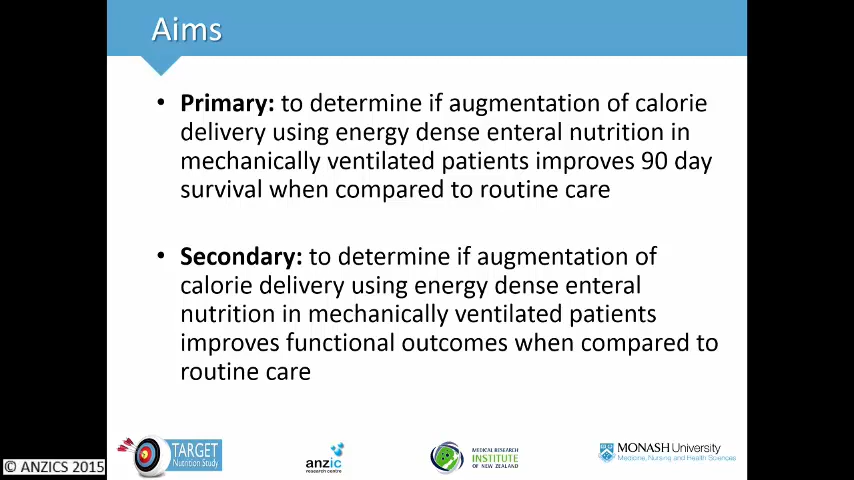 Aims
• Primary: to determine if augmentation of calorie
delivery using energy dense enteral nutrition in
mechanically ventilated patients improves 90 day
survival when compared to routine care
• Secondary: to determine if augmentation of
calorie delivery using energy dense enteral
nutrition in mechanically ventilated patients
improves functional outcomes when compared to
routine care
© ANZICS 2015
TARGET
Nutrition Study
anzic
research centre
MEDICAL RESEARCH
INSTITUTE
OF NEW ZEALAND
MONASH University
Medicine, Nursing and Health Sciences